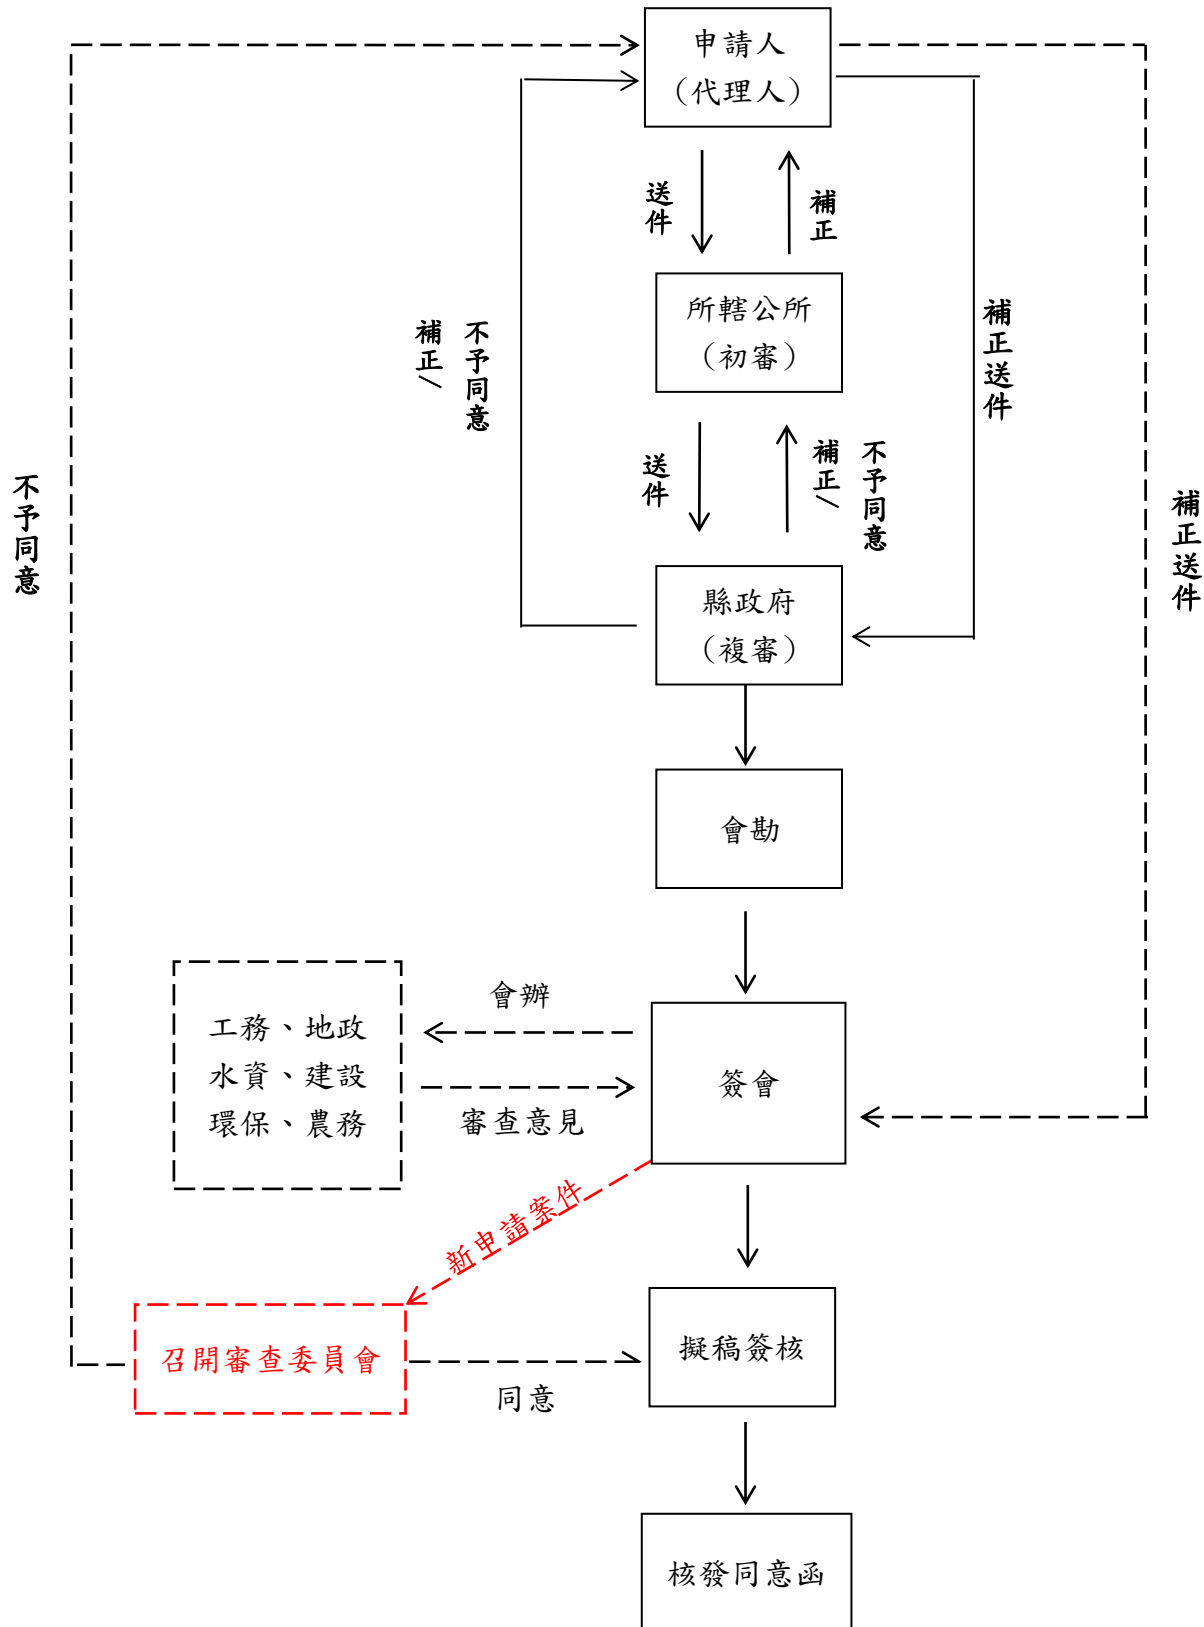 申請人
（代理人）
送件
補正
所轄公所
（初審）
補正/
不予同意
補正送件
送件
補正/
不予同意
不予同意
補正送件
縣政府
（複審）
會勘
工務、地政
水資、建設
環保、農務
會辦
審查意見
簽會
新申請案件
召開審查委員會
同意
擬稿簽核
核發同意函